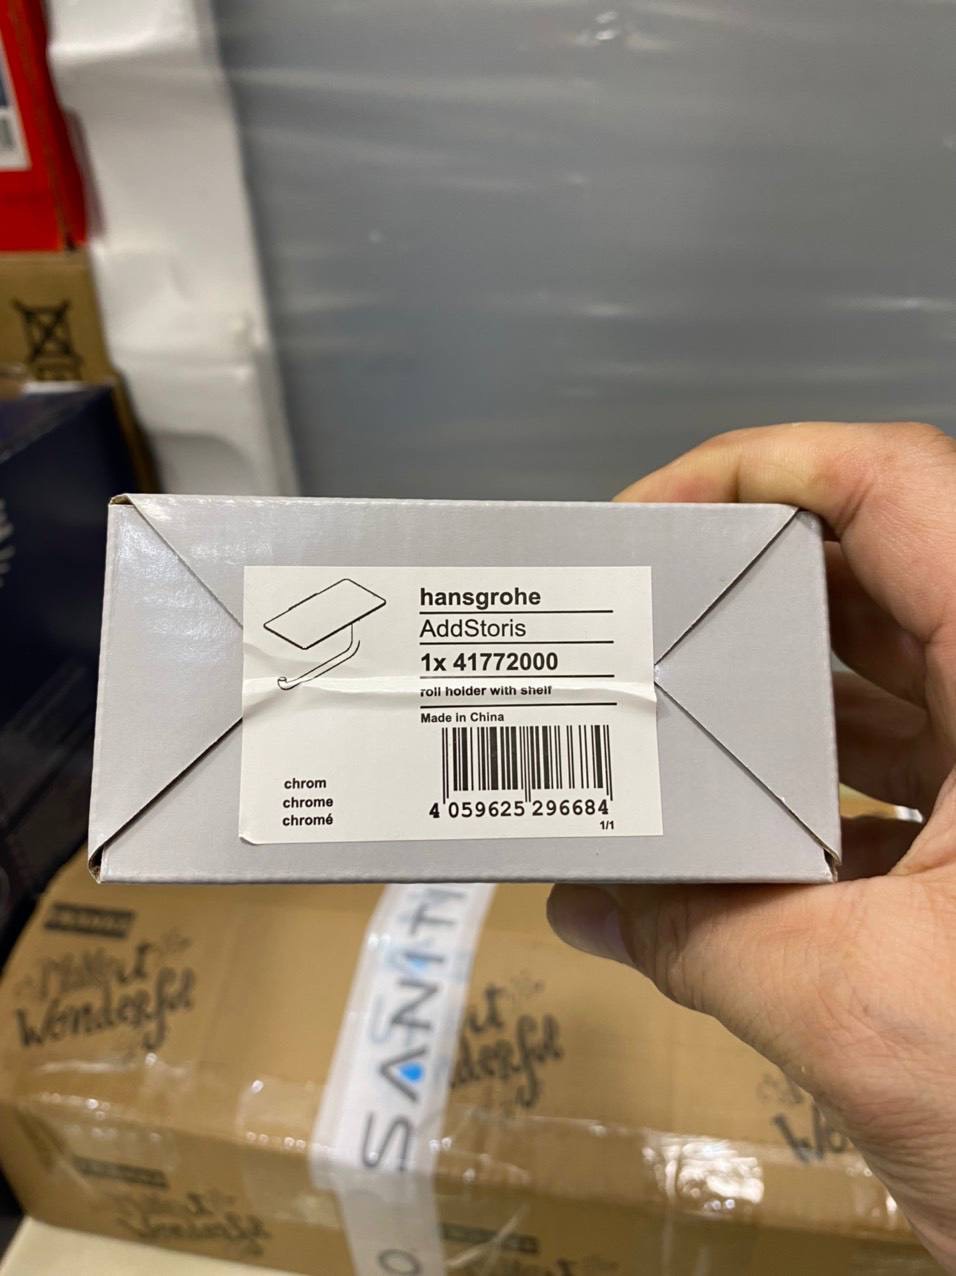 hansgrohe
AddStoris
1x 41772000
roll holder with shelf
Made in China
4 059625 296684
1/1
chrom
chrome
chromé
Wonderful
SANIT